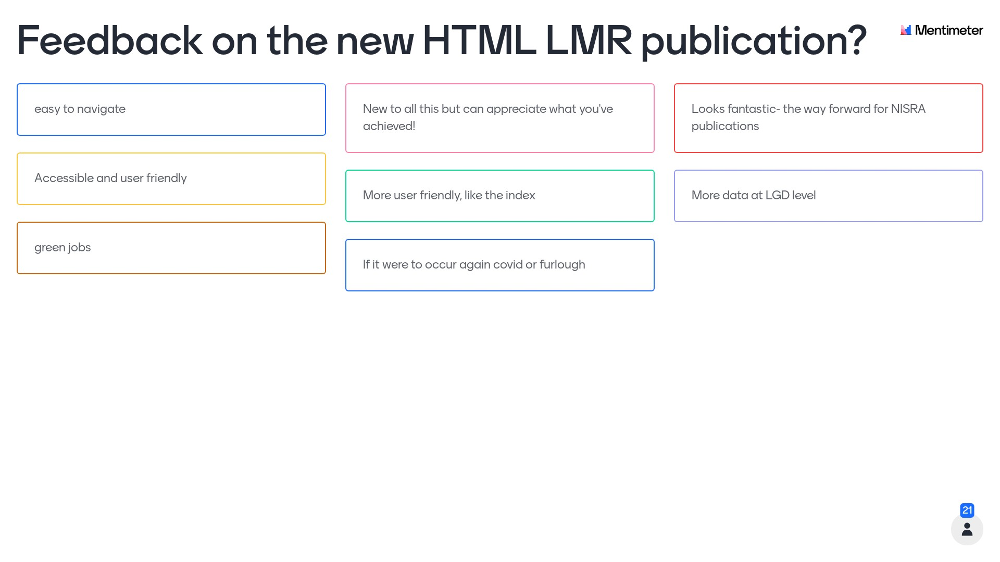 Feedback on the new HTML LMR publication?
Mentimeter
easy to navigate
Accessible and user friendly
green jobs
New to all this but can appreciate what you've
achieved!
More user friendly, like the index
If it were to occur again covid or furlough
Looks fantastic- the way forward for NISRA
publications
More data at LGD level
21